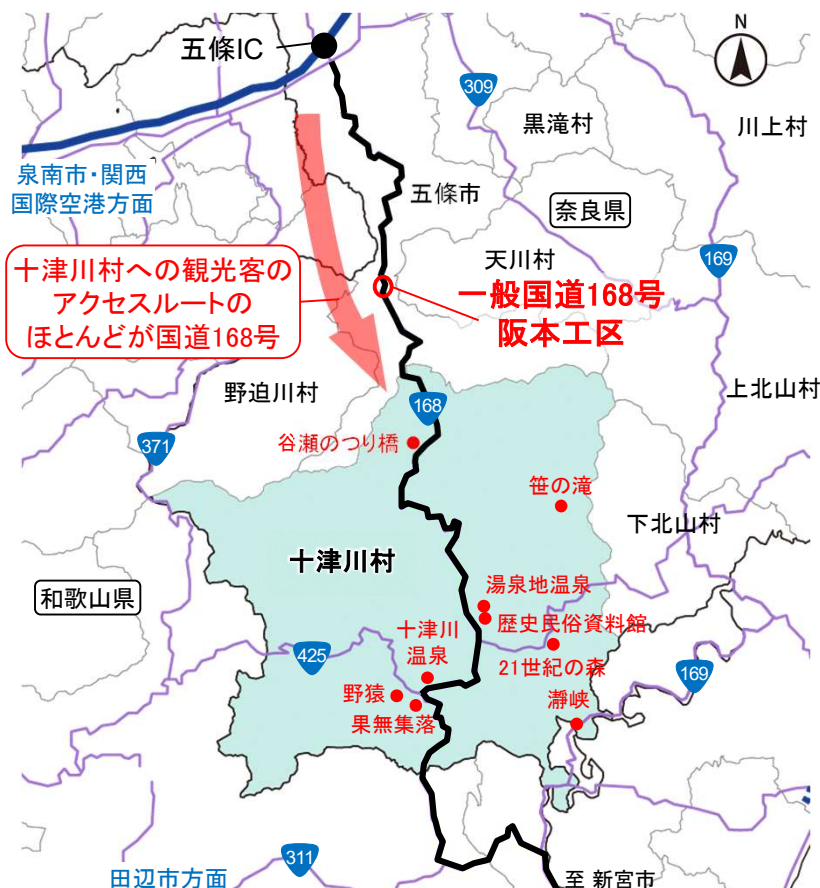 五條IC
N
309
黒滝村
川上村
泉南市・関西
国際空港方面
五條市
奈良県
169
天川村
十津川村への観光客の
アクセスルートの
ほとんどが国道168号
一般国道168号
阪本工区
野迫川村
168
上北山村
371
谷瀬のつり橋
笹の滝
下北山村
十津川村
湯泉地温泉
和歌山県
歴史民俗資料館
十津川
温泉
425
21世紀の森
169
野猿
瀞峡
果無集落
311
田辺市方面
至 新宮市